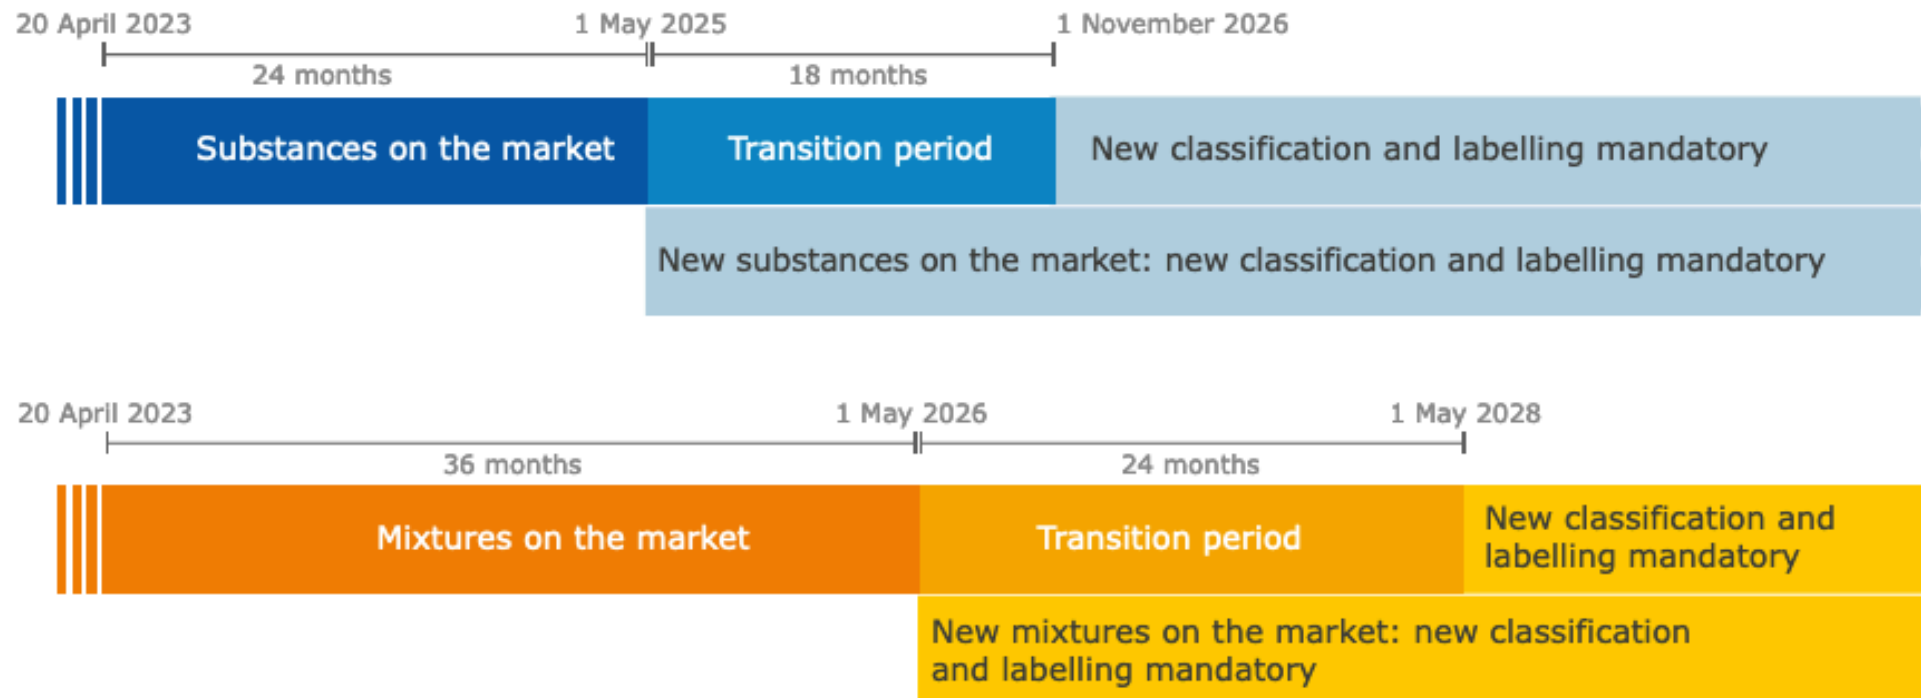 20 April 2023
1 May 2025
1 November 2026
24 months
18 months
Substances on the market
Transition period
New classification and labelling mandatory
New substances on the market: new classification and labelling mandatory
20 April 2023
1 May 2026
1 May 2028
36 months
24 months
Mixtures on the market
Transition period
New classification and
labelling mandatory
New mixtures on the market: new classification
and labelling mandatory